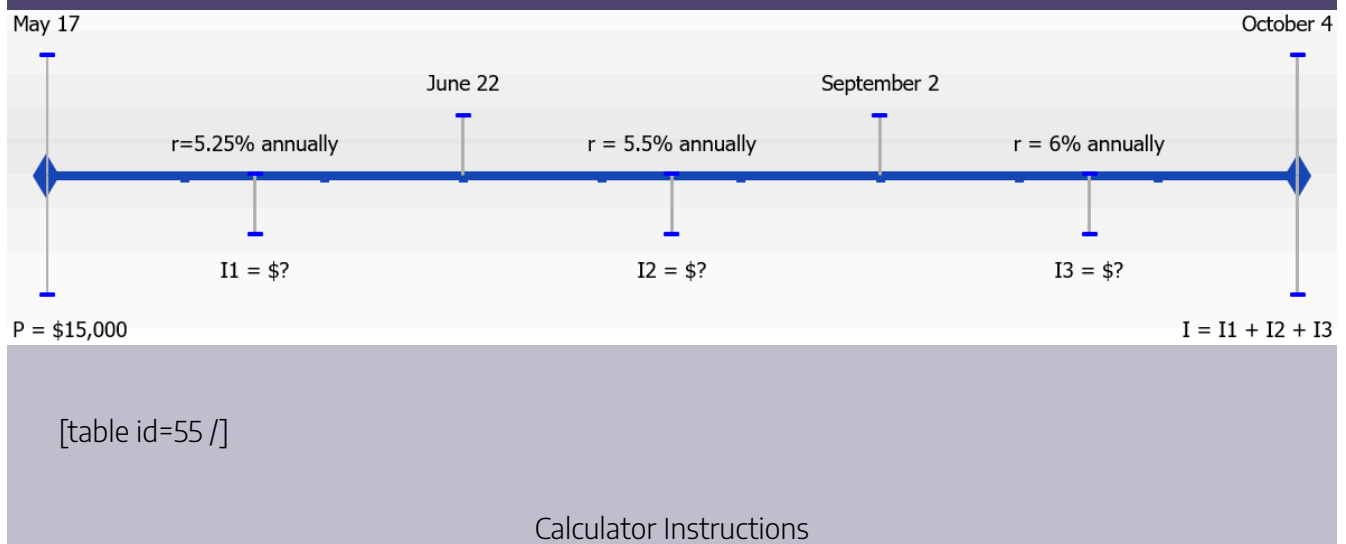 May 17
October 4
June 22
September 2
r=5.25% annually
r = 5.5% annually
r = 6% annually
I1 = $?
I2 = $?
I3 = $?
P = $15,000
I = I1 + I2 + I3
[table id=55 /]
Calculator Instructions